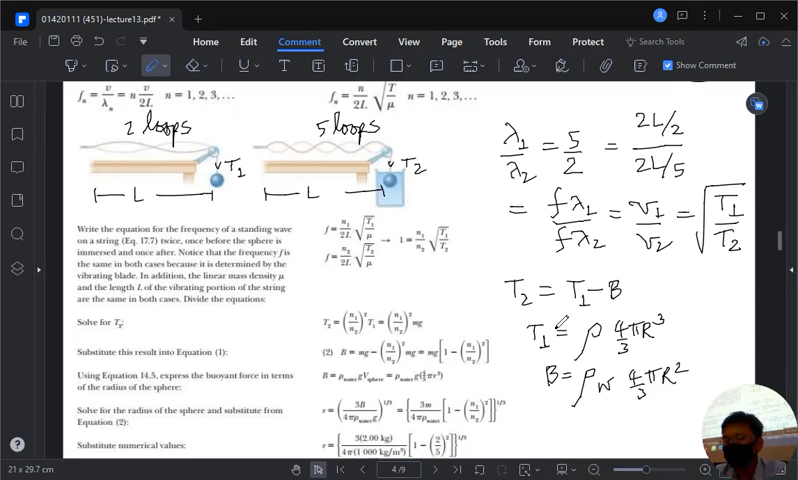 01420111 (451)-lecture13.pdf*
File Home Edit Comment Convert View Page Tools Form Protect Search Tools
Show Comments
f_n = v/λ_n = n v/2L   n = 1, 2, 3, …
f_n = n/2L √(T/μ)   n = 1, 2, 3, …
2 loops
5 loops
T1
T2
L
L
Write the equation for the frequency of a standing wave
on a string (Eq. 17.7) twice, once before the sphere is
immersed and once after. Notice that the frequency f is
the same in both cases because it is determined by the
vibrating blade. In addition, the linear mass density μ
and the length L of the vibrating portion of the string
are the same in both cases. Divide the equations:
f = n₁/2L √(T₁/μ)
f = n₂/2L √(T₂/μ)
→ 1 = n₁/n₂ √(T₁/T₂)
Solve for T₂:
T₂ = (n₁/n₂)² T₁ = (n₁/n₂)² mg
Substitute this result into Equation (1):
(2) B = mg − (n₁/n₂)² mg = mg[1 − (n₁/n₂)²]
Using Equation 14.5, express the buoyant force in terms
of the radius of the sphere:
B = ρ_water g V_sphere = ρ_water g(4/3 πr³)
Solve for the radius of the sphere and substitute from
Equation (2):
r = (3B/4πρ_water g)^1/3 = {3m/4πρ_water [1 − (n₁/n₂)²]}^1/3
Substitute numerical values:
r = {3(2.00 kg)/4π(1 000 kg/m³) [1 − (2/5)²]}^1/3
λ1/λ2 = 5/2 = (2L/2)/(2L/5)
= fλ1/fλ2 = v1/v2 = √(T1/T2)
T2 = T1 − B
T1 = ρ 4/3 πR³
B = ρw 4/3 πR²
21 x 29.7 cm
4 /9